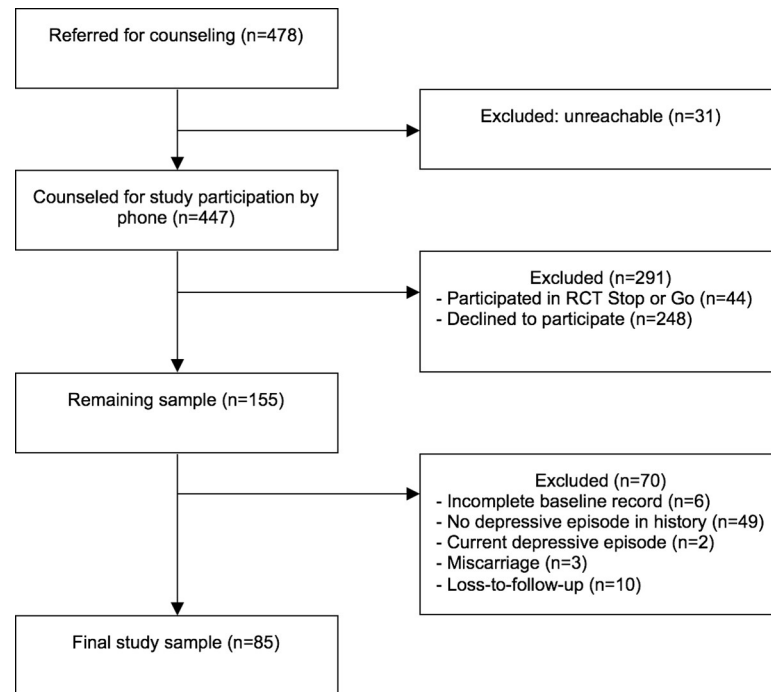 Referred for counseling (n=478)
Excluded: unreachable (n=31)
Counseled for study participation by
phone (n=447)
Excluded (n=291)
- Participated in RCT Stop or Go (n=44)
- Declined to participate (n=248)
Remaining sample (n=155)
Excluded (n=70)
- Incomplete baseline record (n=6)
- No depressive episode in history (n=49)
- Current depressive episode (n=2)
- Miscarriage (n=3)
- Loss-to-follow-up (n=10)
Final study sample (n=85)